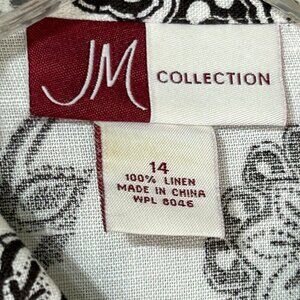 JM COLLECTION
14
100% LINEN
MADE IN CHINA
WPL 8046